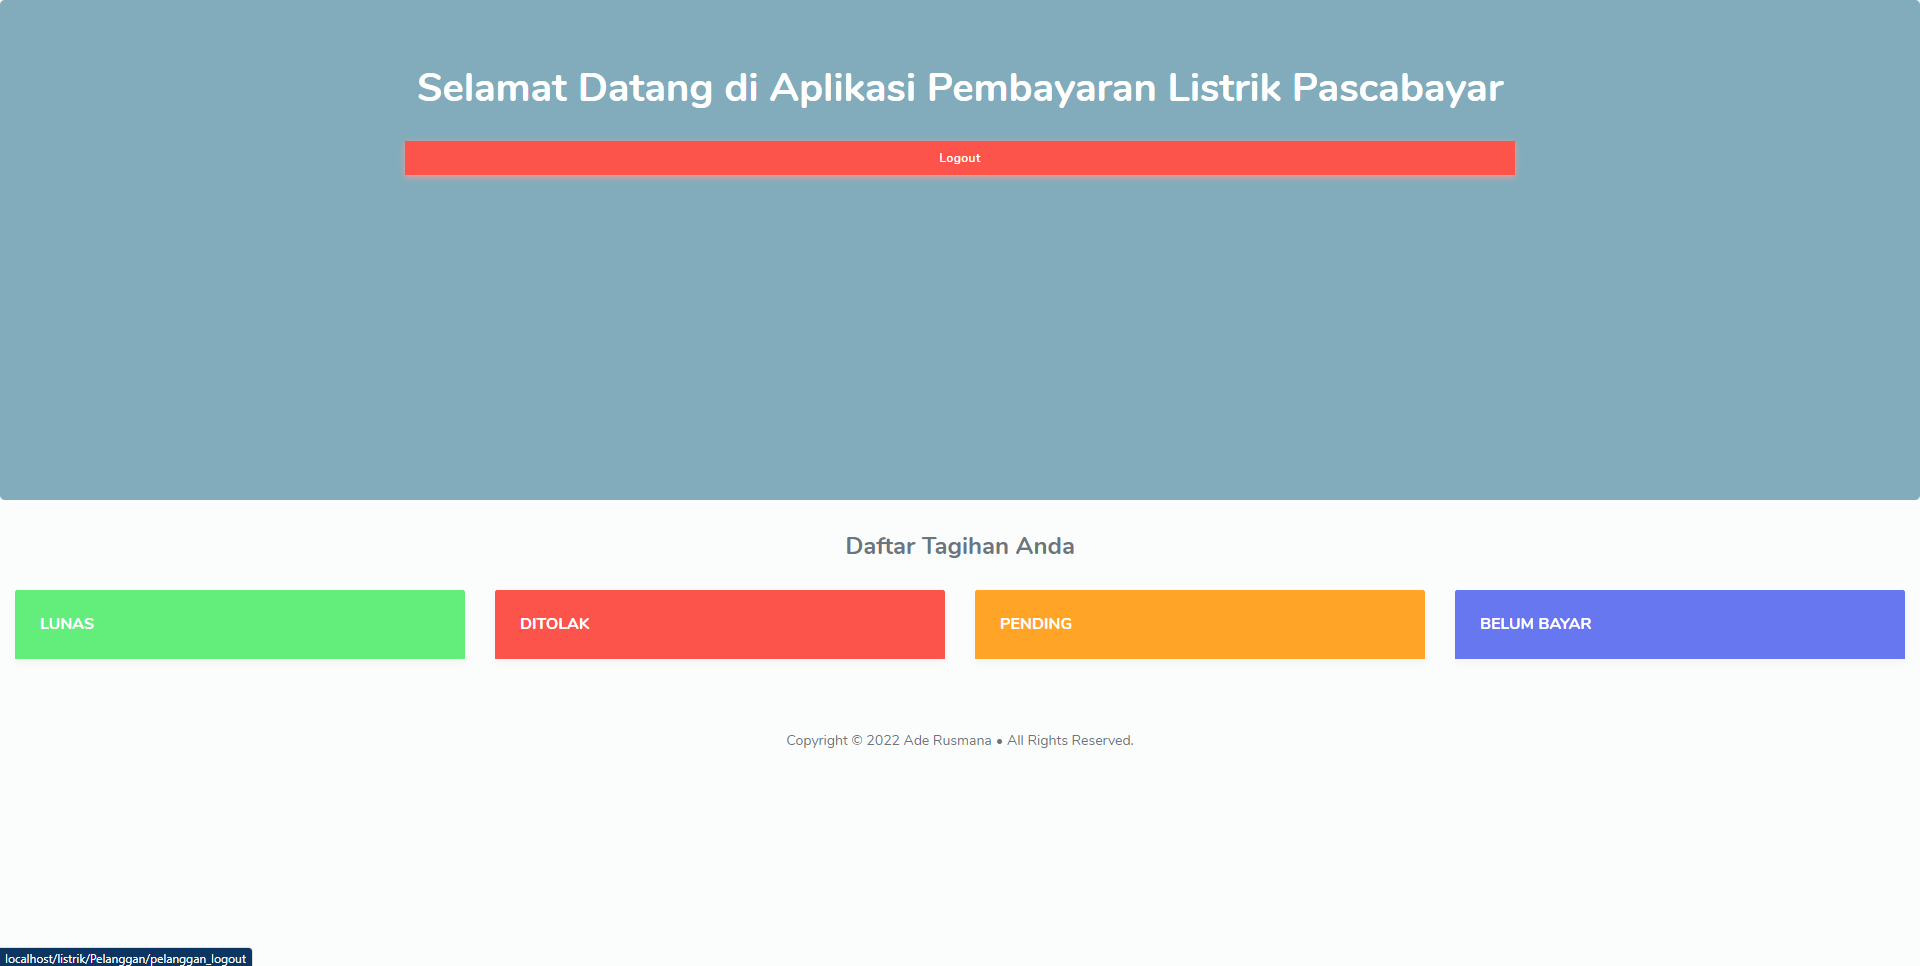 Selamat Datang di Aplikasi Pembayaran Listrik Pascabayar
Logout
Daftar Tagihan Anda
LUNAS
DITOLAK
PENDING
BELUM BAYAR
Copyright © 2022 Ade Rusmana • All Rights Reserved.
localhost/listrik/Pelanggan/pelanggan_logout